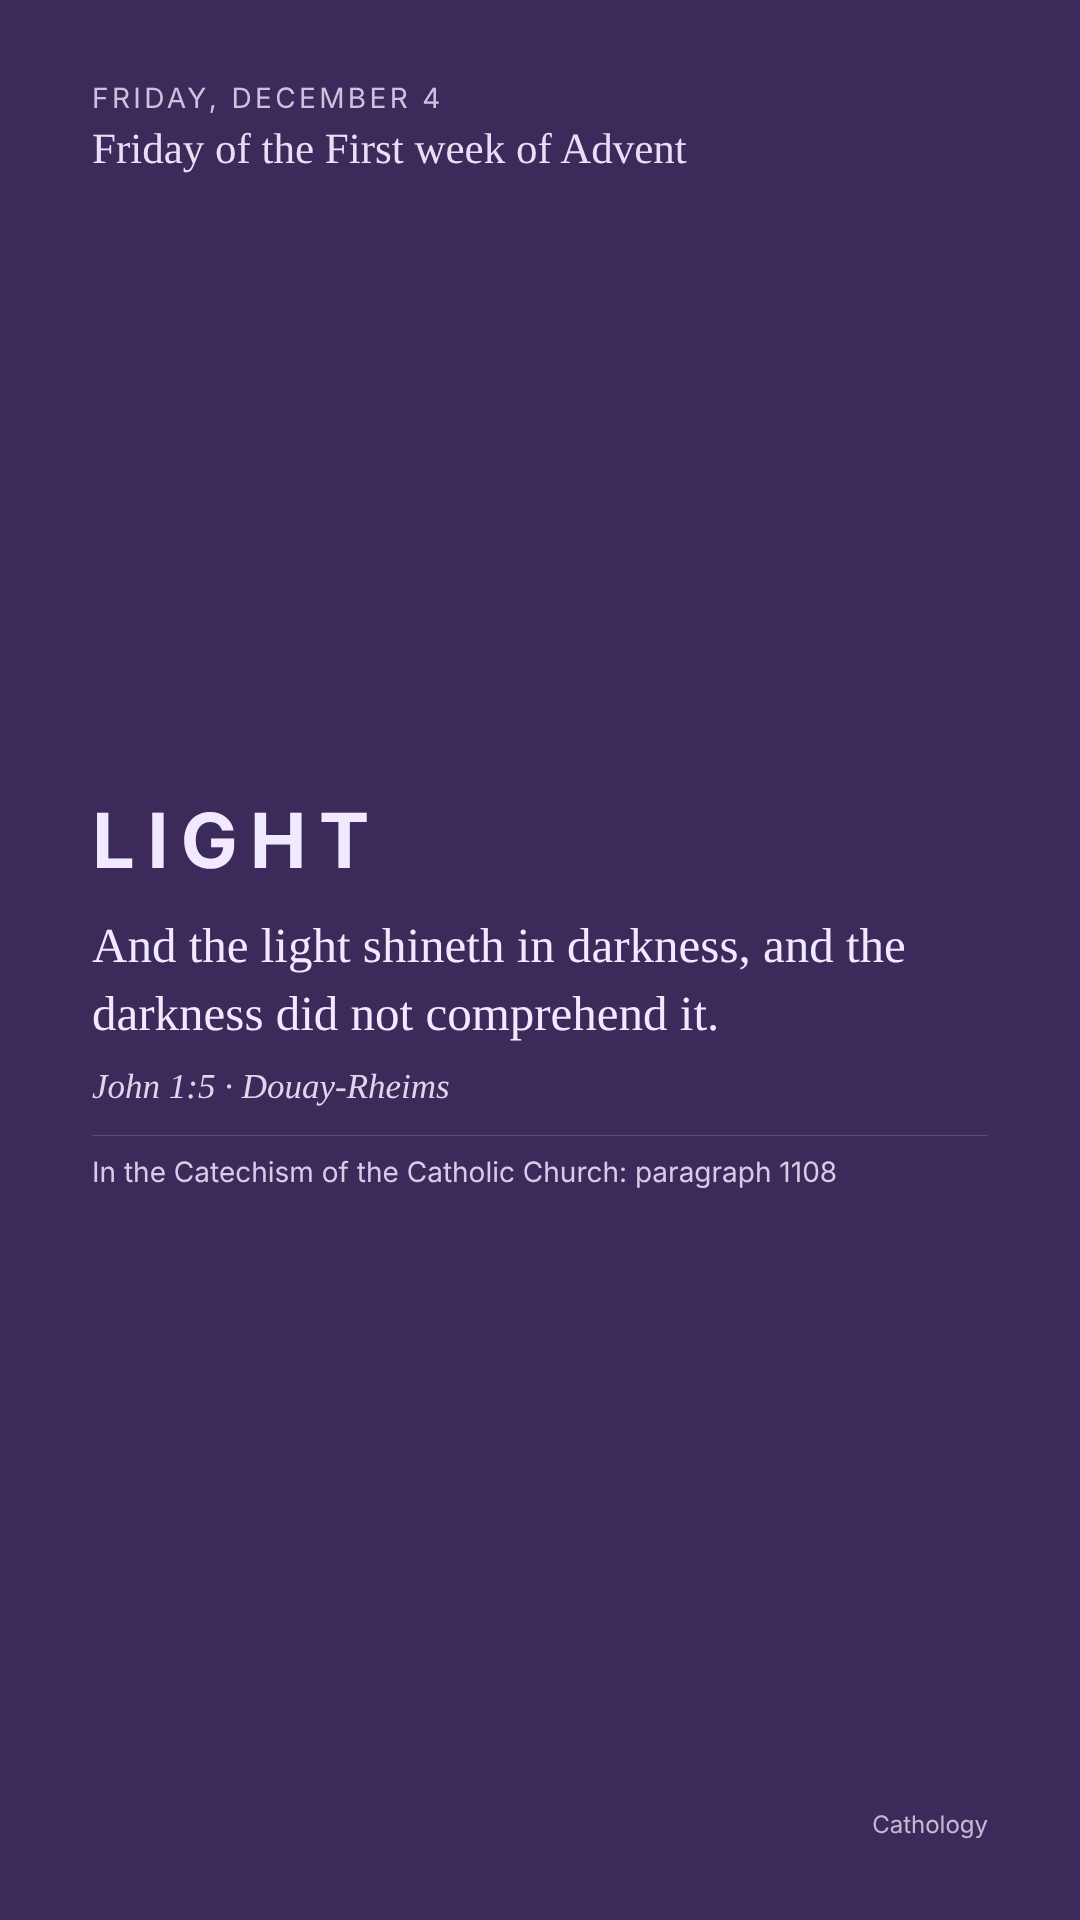 FRIDAY, DECEMBER 4
Friday of the First week of Advent
LIGHT
And the light shineth in darkness, and the
darkness did not comprehend it.
John 1:5 · Douay-Rheims
In the Catechism of the Catholic Church: paragraph 1108
Cathology